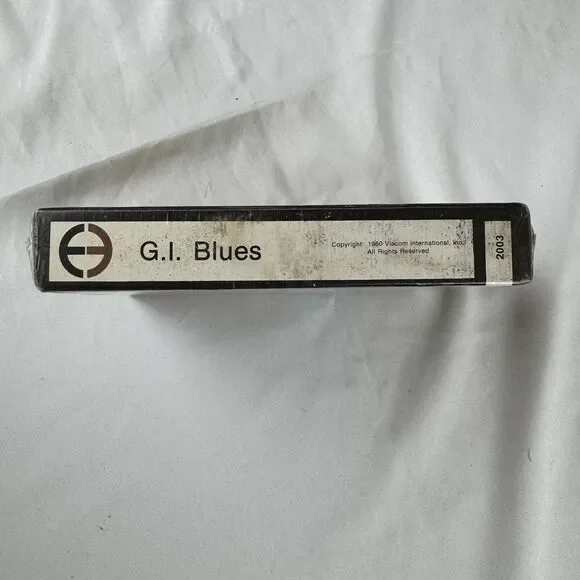 G.I. Blues
Copyright 1960 Viacom International, Inc.
All Rights Reserved
2003